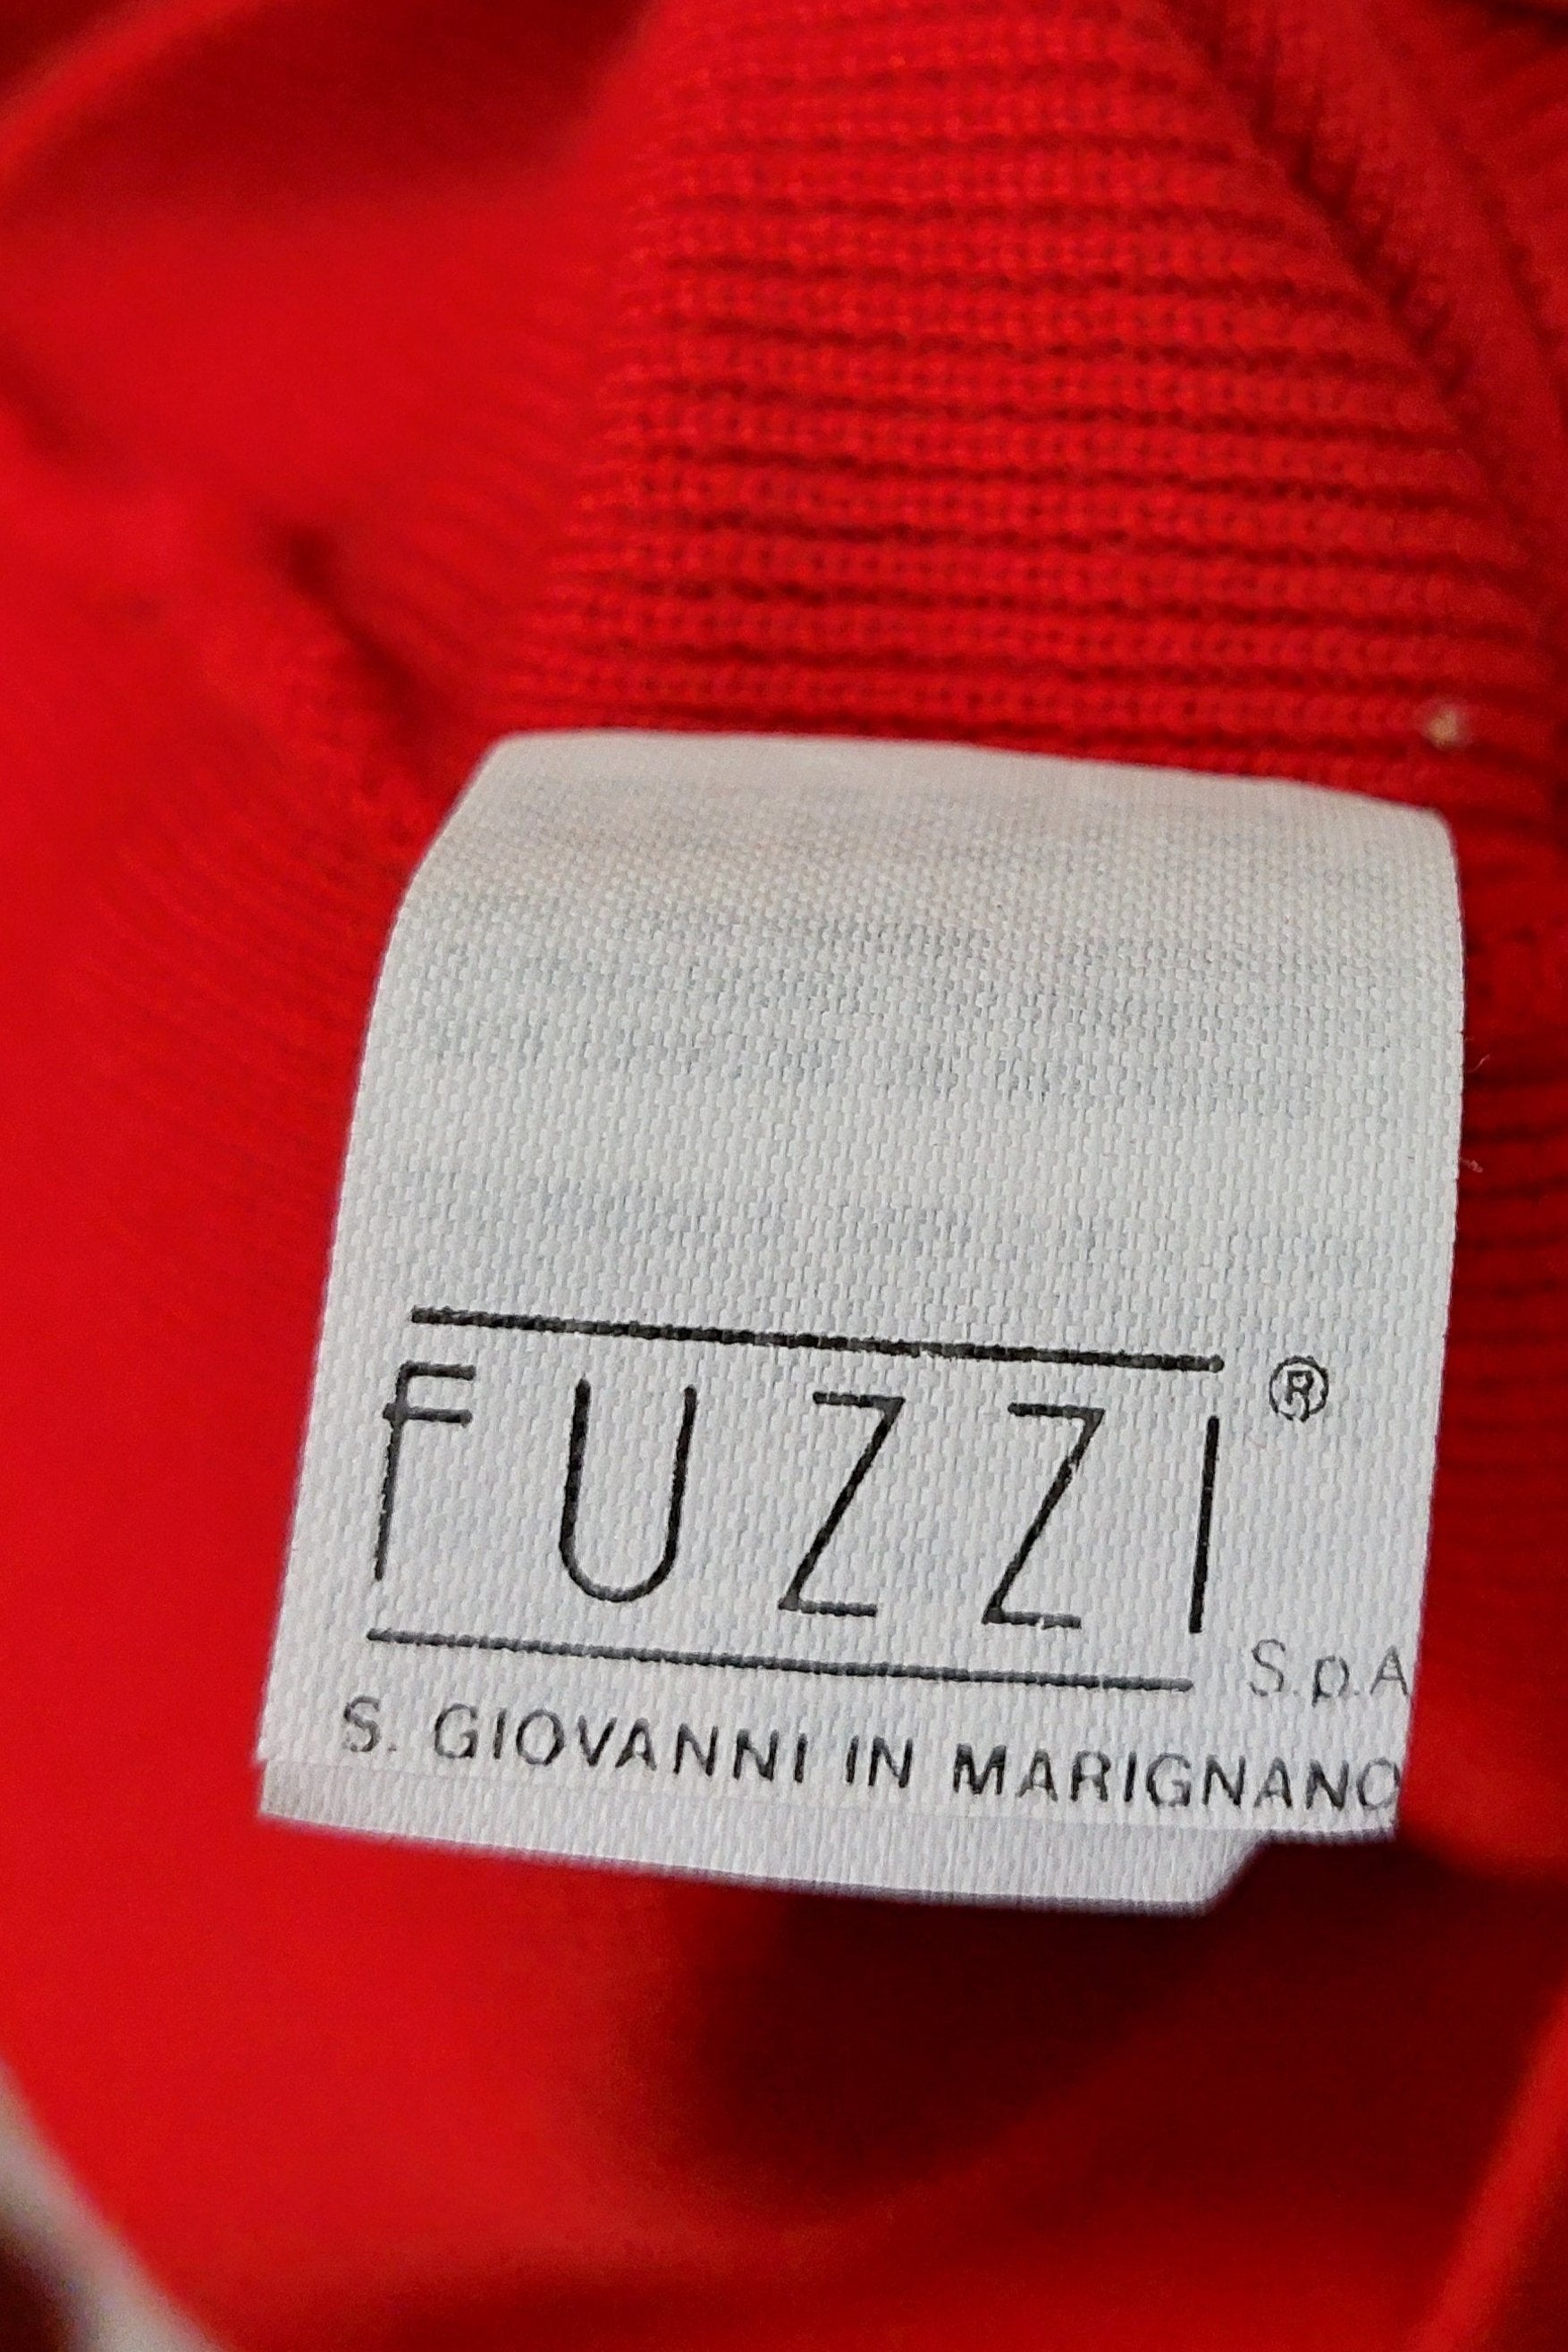 FUZZI®
S.p.A
S. GIOVANNI IN MARIGNANO